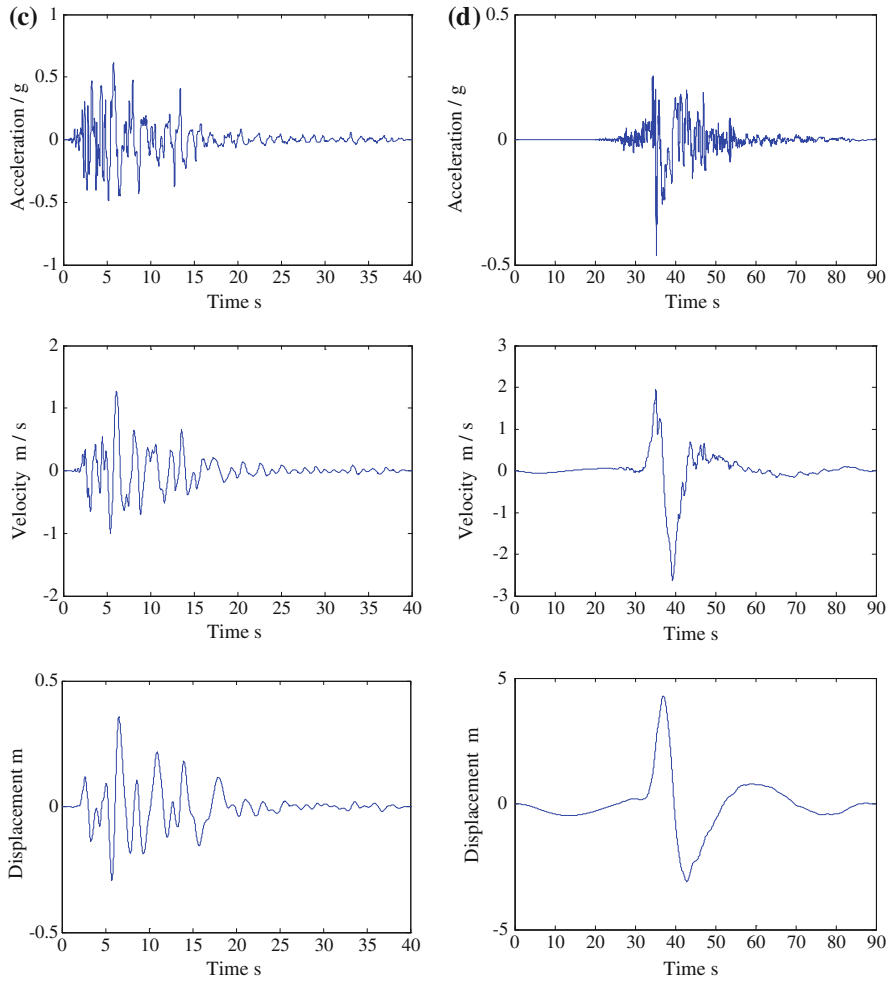 (c)
1
0.5
0
-0.5
-1
Acceleration / g
0 5 10 15 20 25 30 35 40
Time s
(d)
0.5
0
-0.5
Acceleration / g
0 10 20 30 40 50 60 70 80 90
Time s
2
1
0
-1
-2
Velocity m / s
0 5 10 15 20 25 30 35 40
Time s
3
2
1
0
-1
-2
-3
Velocity m / s
0 10 20 30 40 50 60 70 80 90
Time s
0.5
0
-0.5
Displacement m
0 5 10 15 20 25 30 35 40
Time s
5
0
-5
Displacement m
0 10 20 30 40 50 60 70 80 90
Time s